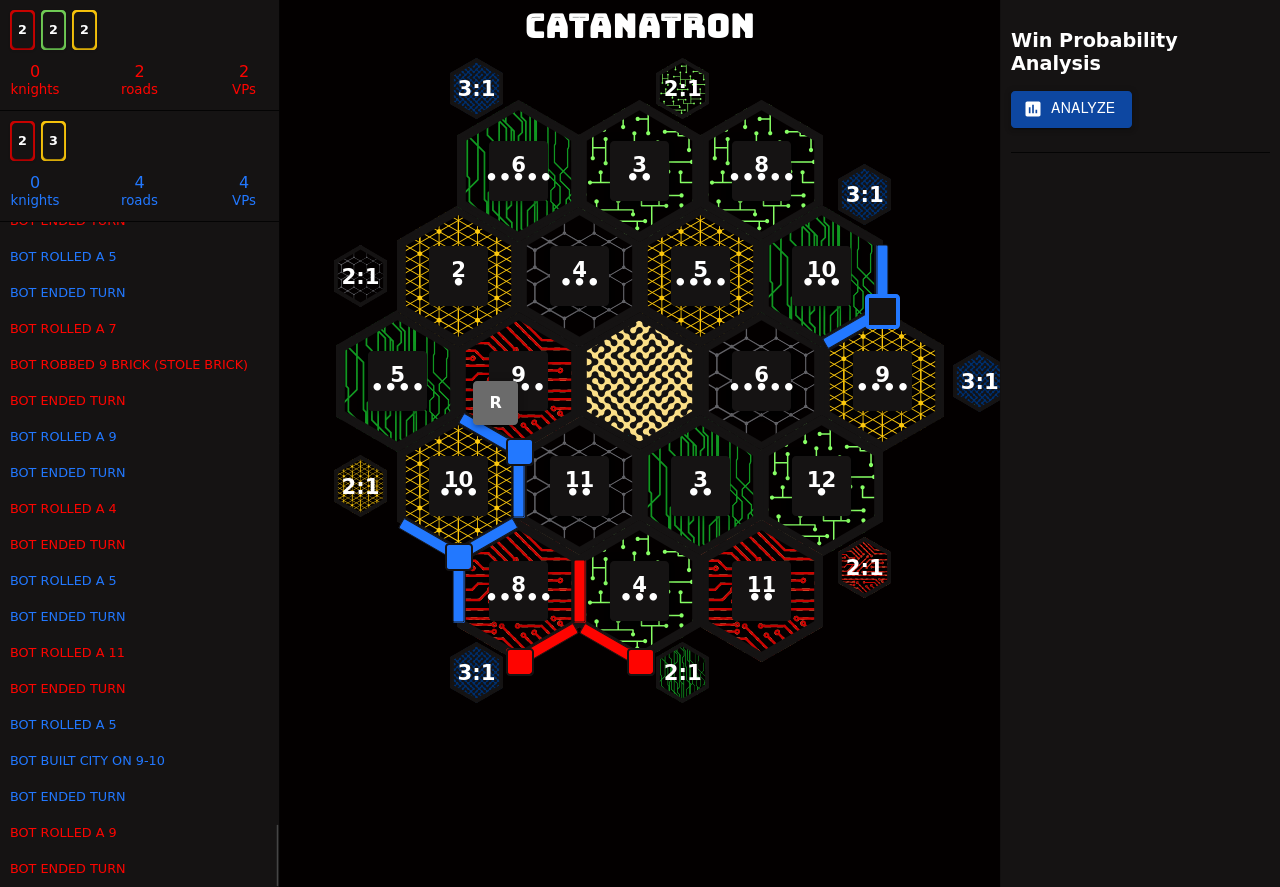 CATANATRON
2 2 2
0 2 2
knights roads VPs
2 3
0 4 4
knights roads VPs
BOT ENDED TURN
BOT ROLLED A 5
BOT ENDED TURN
BOT ROLLED A 7
BOT ROBBED 9 BRICK (STOLE BRICK)
BOT ENDED TURN
BOT ROLLED A 9
BOT ENDED TURN
BOT ROLLED A 4
BOT ENDED TURN
BOT ROLLED A 5
BOT ENDED TURN
BOT ROLLED A 11
BOT ENDED TURN
BOT ROLLED A 5
BOT BUILT CITY ON 9-10
BOT ENDED TURN
BOT ROLLED A 9
BOT ENDED TURN
3:1 2:1
6 3 8
3:1
2:1 2 4 5 10
5 9 6 9 3:1
R
2:1 10 11 3 12
2:1
8 4 11
3:1 2:1
Win Probability
Analysis
ANALYZE